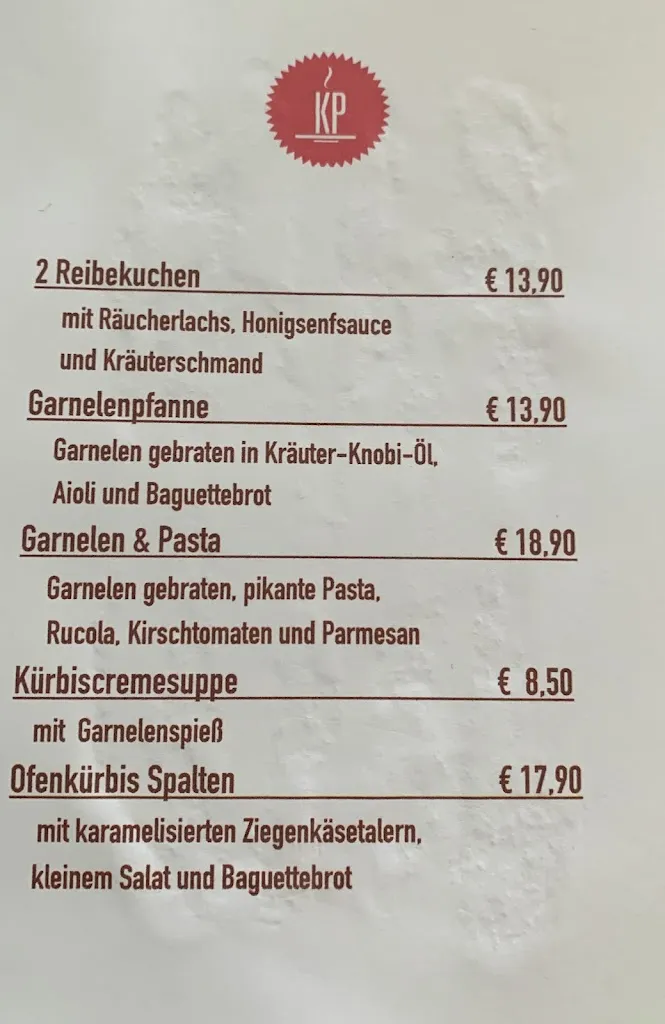 KP
2 Reibekuchen € 13,90
mit Räucherlachs, Honigsenfsauce
und Kräuterschmand
Garnelenpfanne € 13,90
Garnelen gebraten in Kräuter-Knobi-Öl,
Aioli und Baguettebrot
Garnelen & Pasta € 18,90
Garnelen gebraten, pikante Pasta,
Rucola, Kirschtomaten und Parmesan
Kürbiscremesuppe € 8,50
mit Garnelenspieß
Ofenkürbis Spalten € 17,90
mit karamelisierten Ziegenkäsetalern,
kleinem Salat und Baguettebrot